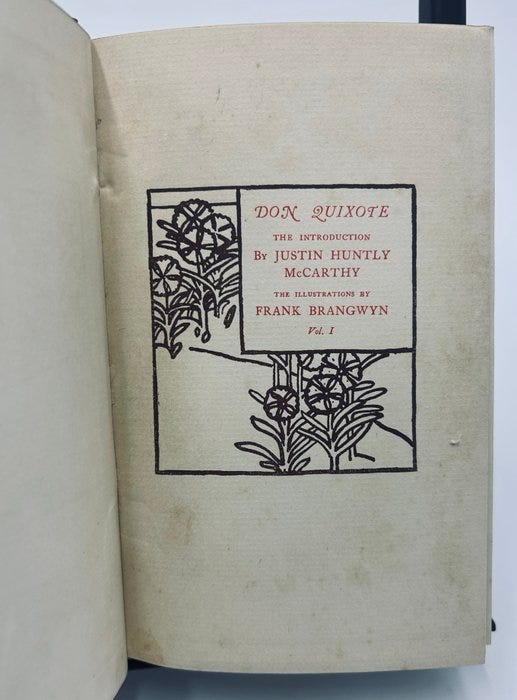 DON QUIXOTE
THE INTRODUCTION
By JUSTIN HUNTLY
McCARTHY
THE ILLUSTRATIONS BY
FRANK BRANGWYN
Vol. I